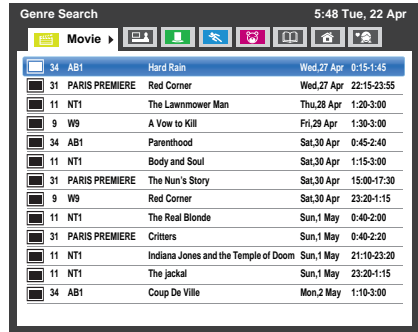 Genre Search 5:48 Tue, 22 Apr
Movie
34 AB1 Hard Rain Wed,27 Apr 0:15-1:45
31 PARIS PREMIERE Red Corner Wed,27 Apr 22:15-23:55
11 NT1 The Lawnmower Man Thu,28 Apr 1:20-3:00
9 W9 A Vow to Kill Fri,29 Apr 1:30-3:00
34 AB1 Parenthood Sat,30 Apr 0:45-2:40
11 NT1 Body and Soul Sat,30 Apr 1:15-3:00
31 PARIS PREMIERE The Nun's Story Sat,30 Apr 15:00-17:30
9 W9 Red Corner Sat,30 Apr 23:20-1:15
11 NT1 The Real Blonde Sun,1 May 0:40-2:00
31 PARIS PREMIERE Critters Sun,1 May 0:40-2:20
11 NT1 Indiana Jones and the Temple of Doom Sun,1 May 21:10-23:20
11 NT1 The jackal Sun,1 May 23:20-1:15
34 AB1 Coup De Ville Mon,2 May 1:10-3:00